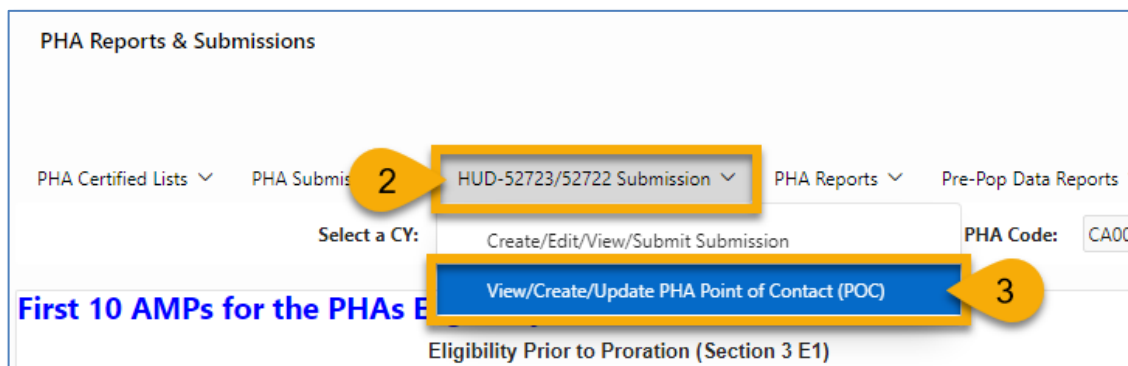 PHA Reports & Submissions
PHA Certified Lists PHA 2 HUD-52723/52722 Submission PHA Reports Pre-Pop Data Reports
Select a CY: Create/Edit/View/Submit Submission PHA Code:
View/Create/Update PHA Point of Contact (POC) 3
First 10 AMPs for the PHAs
Eligibility Prior to Proration (Section 3 E1)